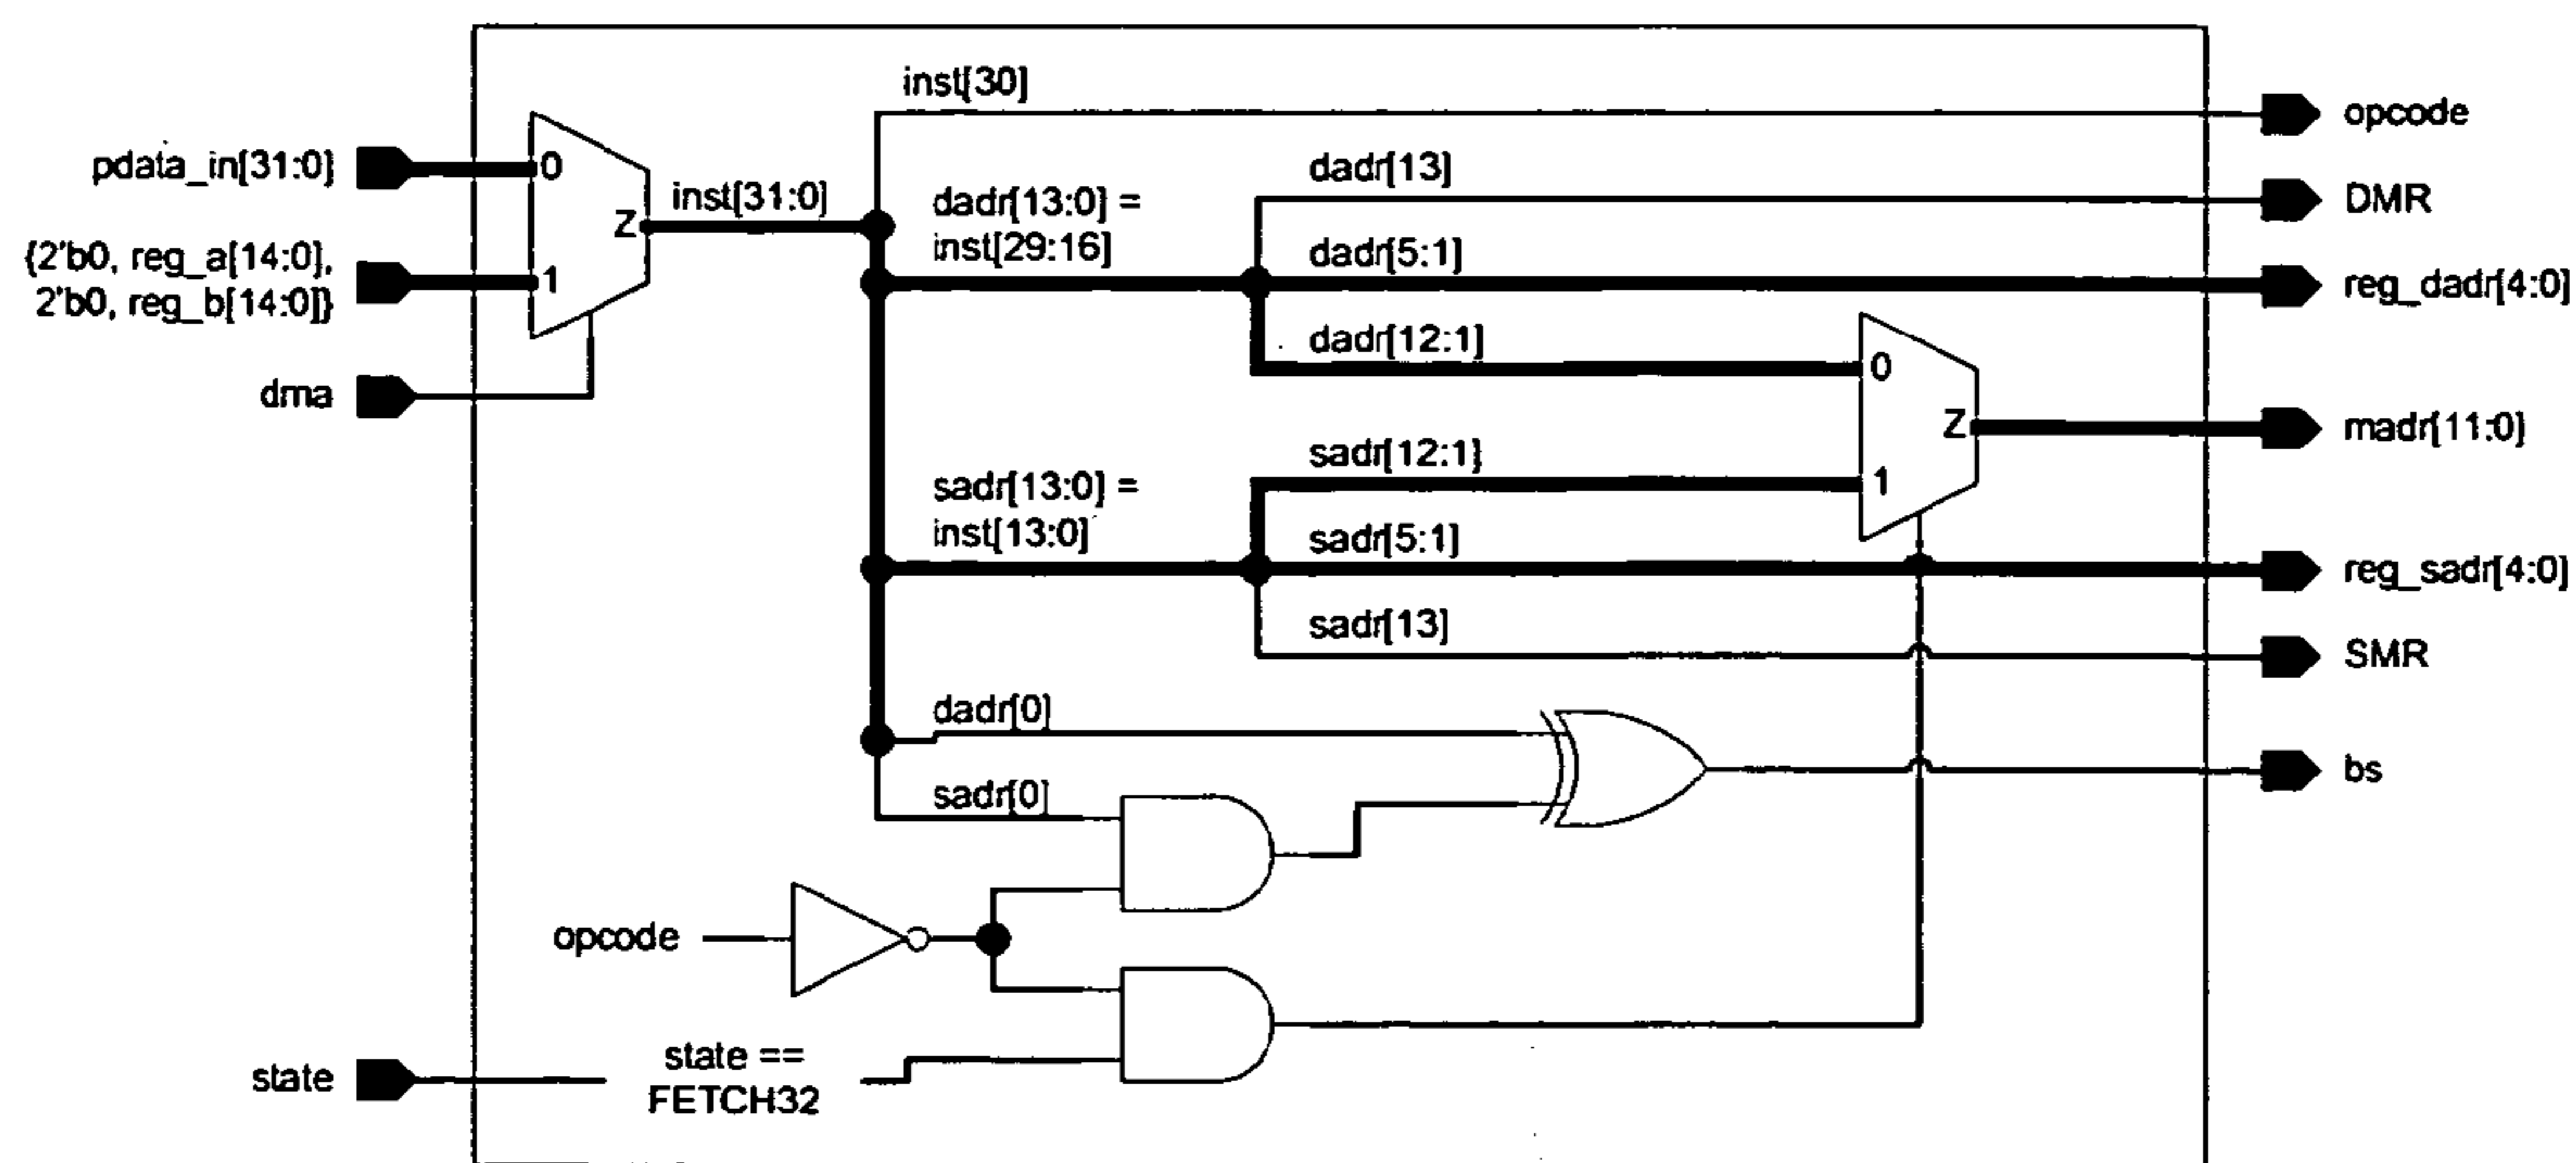 inst[30]
opcode
pdata_in[31:0]
0
dadr[13]
DMR
inst[31:0]
dadr[13:0] =
inst[29:16]
Z
{2'b0, reg_a[14:0],
2'b0, reg_b[14:0]}
1
dadr[5:1]
reg_dadr[4:0]
dadr[12:1]
0
dma
Z
madr[11:0]
sadr[12:1]
sadr[13:0] =
inst[13:0]
1
sadr[5:1]
reg_sadr[4:0]
sadr[13]
SMR
dadr[0]
bs
sadr[0]
opcode
state
state ==
FETCH32